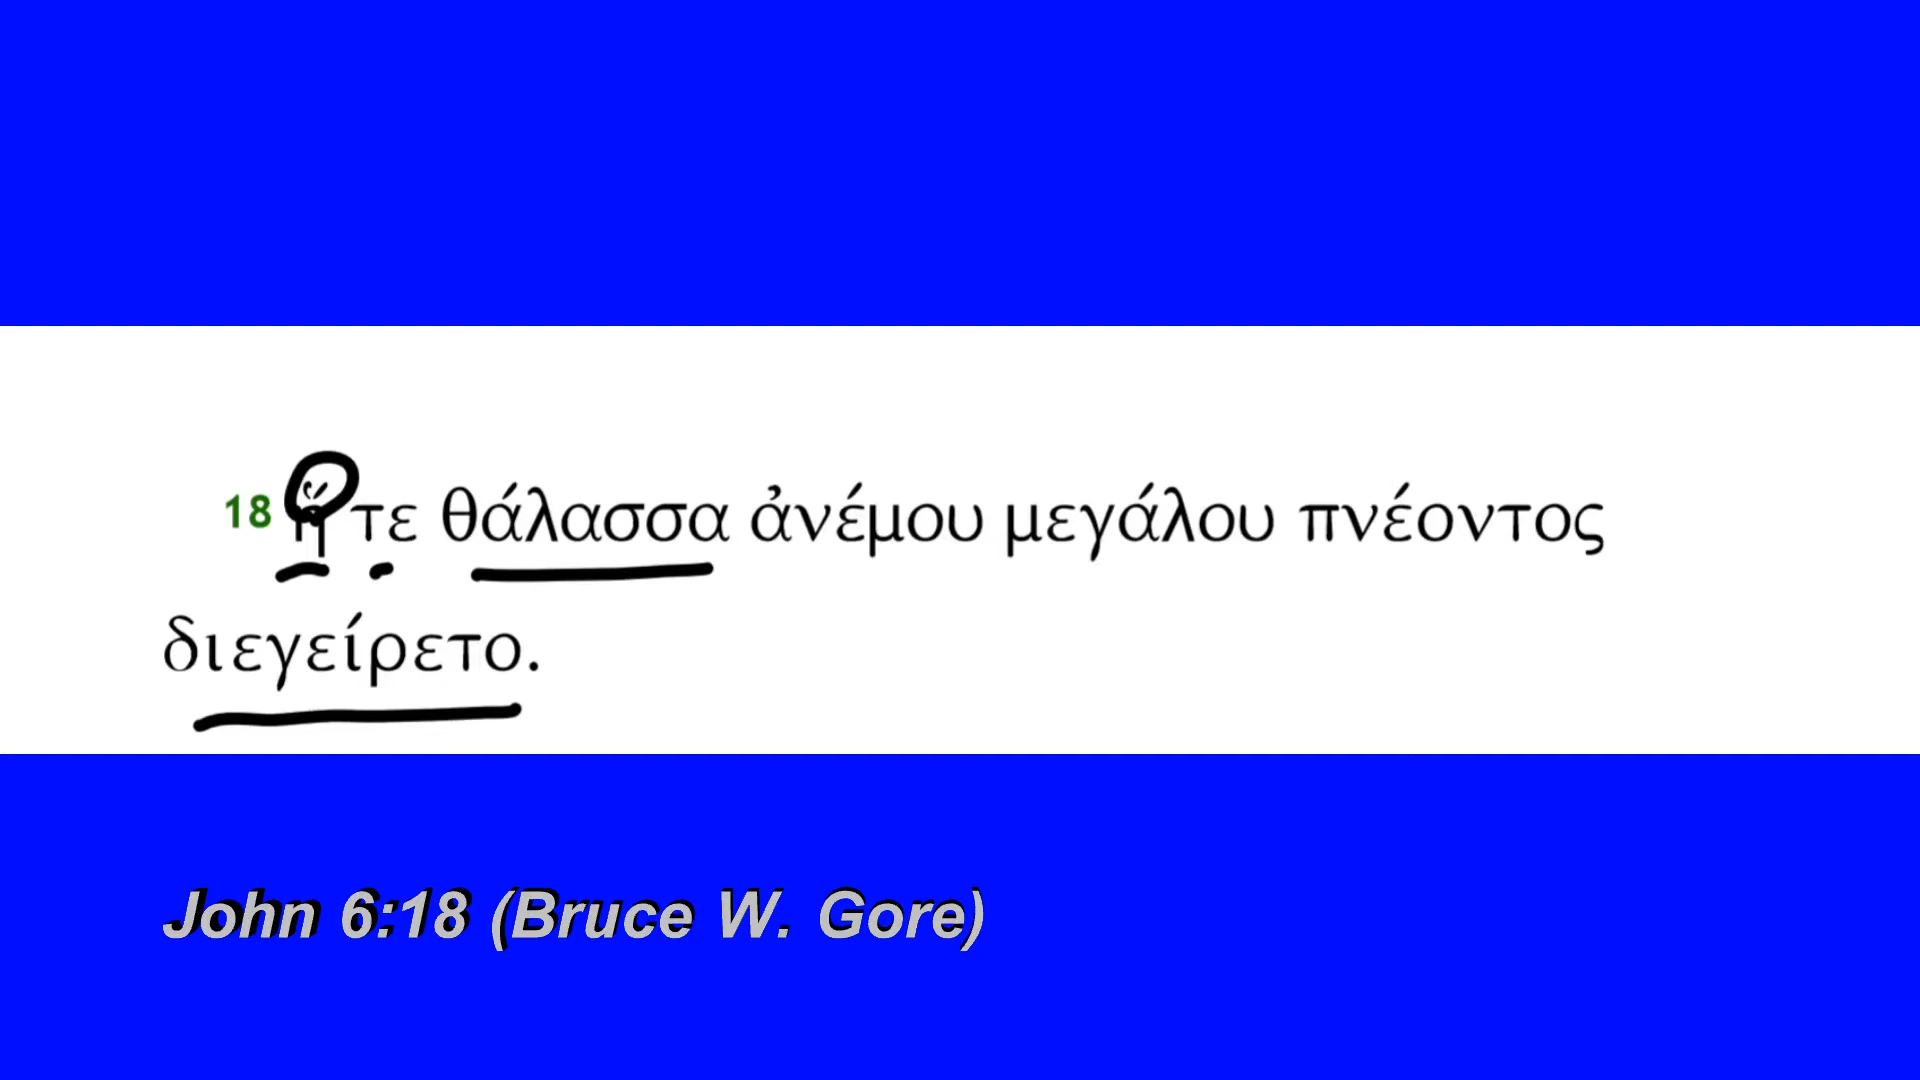 18 ἥ τε θάλασσα ἀνέμου μεγάλου πνέοντος
διεγείρετο.
John 6:18 (Bruce W. Gore)